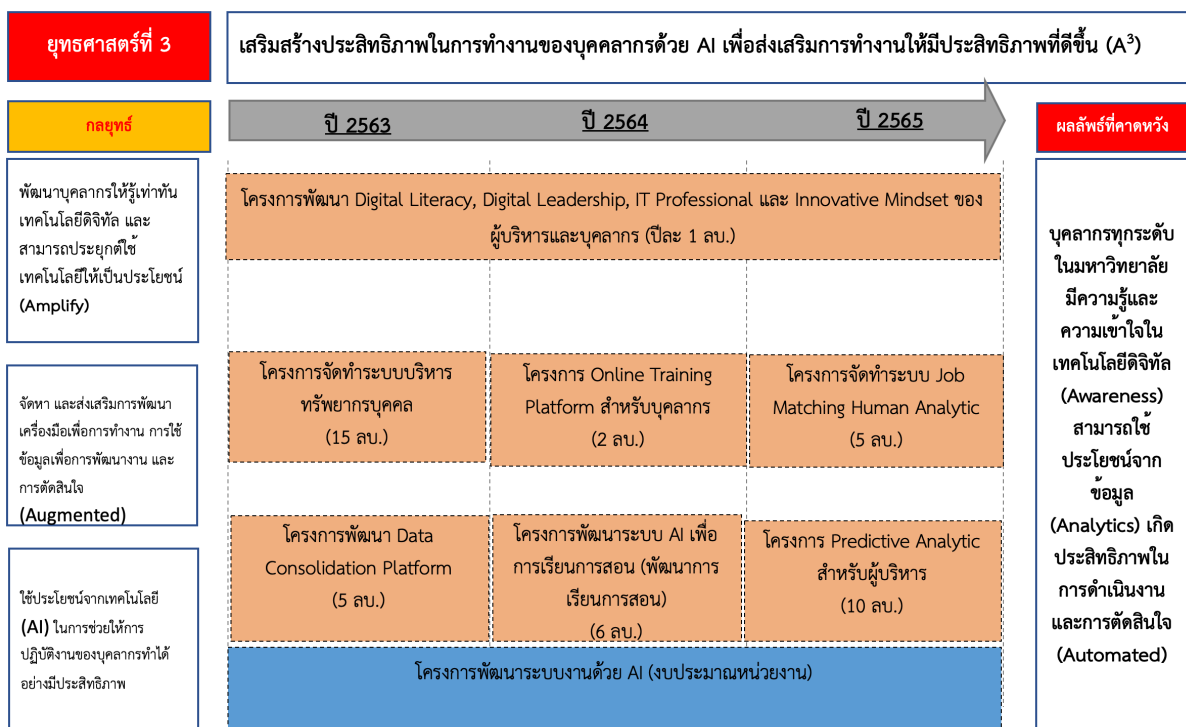 ยุทธศาสตร์ที่ 3
เสริมสร้างประสิทธิภาพในการทำงานของบุคคลากรด้วย AI เพื่อส่งเสริมการทำงานให้มีประสิทธิภาพที่ดีขึ้น (A³)
กลยุทธ์
ปี 2563
ปี 2564
ปี 2565
ผลลัพธ์ที่คาดหวัง
พัฒนาบุคลากรให้รู้เท่าทัน
เทคโนโลยีดิจิทัล และ
สามารถประยุกต์ใช้
เทคโนโลยีให้เป็นประโยชน์
(Amplify)
โครงการพัฒนา Digital Literacy, Digital Leadership, IT Professional และ Innovative Mindset ของ
ผู้บริหารและบุคลากร (ปีละ 1 ลบ.)
จัดหา และส่งเสริมการพัฒนา
เครื่องมือเพื่อการทำงาน การใช้
ข้อมูลเพื่อการพัฒนางาน และ
การตัดสินใจ
(Augmented)
โครงการจัดทำระบบบริหาร
ทรัพยากรบุคคล
(15 ลบ.)
โครงการ Online Training
Platform สำหรับบุคลากร
(2 ลบ.)
โครงการจัดทำระบบ Job
Matching Human Analytic
(5 ลบ.)
ใช้ประโยชน์จากเทคโนโลยี
(AI) ในการช่วยให้การ
ปฏิบัติงานของบุคลากรทำได้
อย่างมีประสิทธิภาพ
โครงการพัฒนา Data
Consolidation Platform
(5 ลบ.)
โครงการพัฒนาระบบ AI เพื่อ
การเรียนการสอน (พัฒนาการ
เรียนการสอน)
(6 ลบ.)
โครงการ Predictive Analytic
สำหรับผู้บริหาร
(10 ลบ.)
โครงการพัฒนาระบบงานด้วย AI (งบประมาณหน่วยงาน)
บุคลากรทุกระดับ
ในมหาวิทยาลัย
มีความรู้และ
ความเข้าใจใน
เทคโนโลยีดิจิทัล
(Awareness)
สามารถใช้
ประโยชน์จาก
ข้อมูล
(Analytics) เกิด
ประสิทธิภาพใน
การดำเนินงาน
และการตัดสินใจ
(Automated)